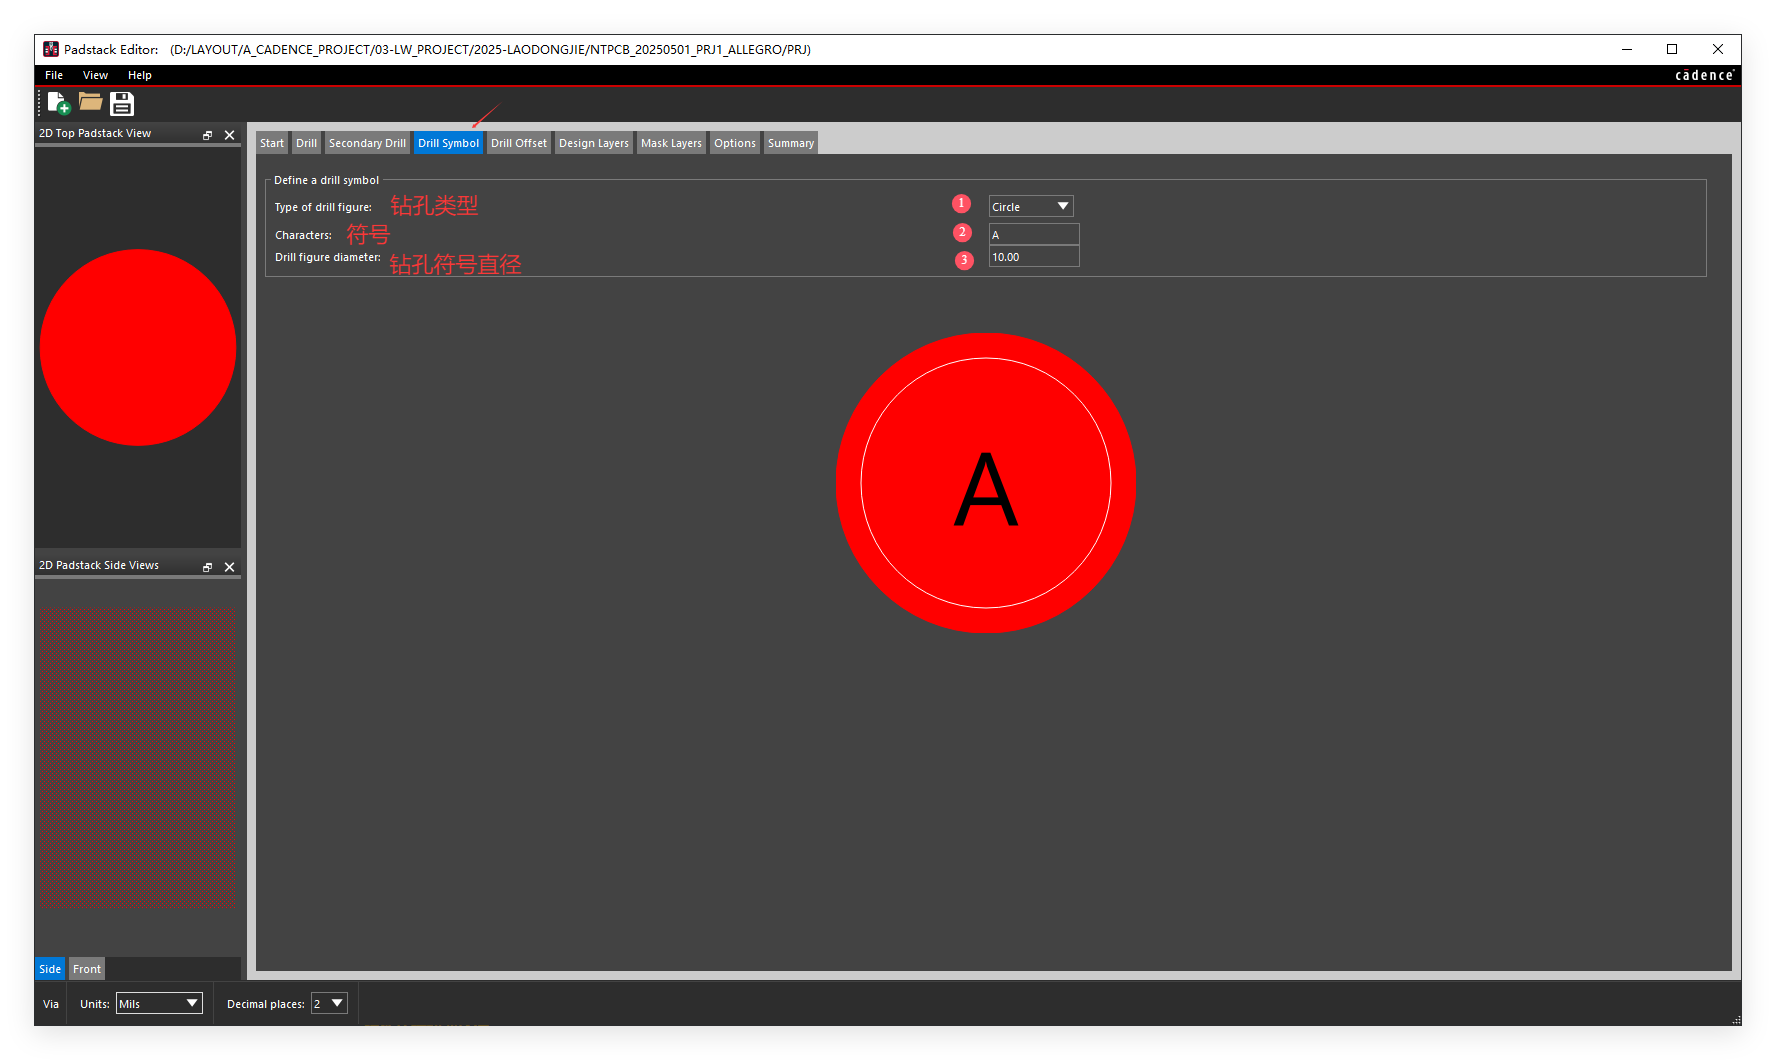 Padstack Editor: (D:/LAYOUT/A_CADENCE_PROJECT/03-LW_PROJECT/2025-LAODONGJIE/NTPCB_20250501_PRJ1_ALLEGRO/PRJ)
File View Help
cādence
2D Top Padstack View
Start Drill Secondary Drill Drill Symbol Drill Offset Design Layers Mask Layers Options Summary
Define a drill symbol
Type of drill figure: 钻孔类型 1 Circle
Characters: 符号 2 A
Drill figure diameter: 钻孔符号直径 3 10.00
A
2D Padstack Side Views
Side Front
Via Units: Mils Decimal places: 2